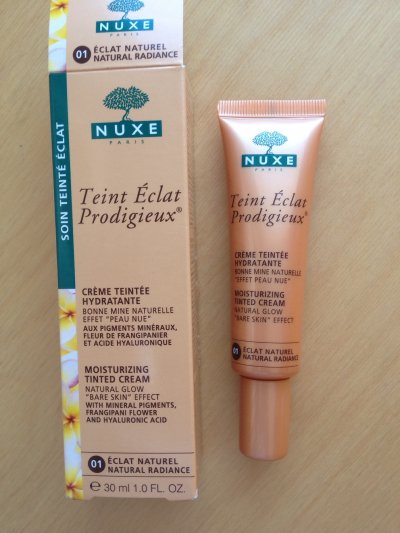 NUXE
PARIS
01 ÉCLAT NATUREL
NATURAL RADIANCE
SOIN TEINTÉ ÉCLAT
NUXE
PARIS
Teint Éclat
Prodigieux®
CRÈME TEINTÉE
HYDRATANTE
BONNE MINE NATURELLE
EFFET "PEAU NUE"
AUX PIGMENTS MINÉRAUX,
FLEUR DE FRANGIPANIER
ET ACIDE HYALURONIQUE
MOISTURIZING
TINTED CREAM
NATURAL GLOW
"BARE SKIN" EFFECT
WITH MINERAL PIGMENTS,
FRANGIPANI FLOWER
AND HYALURONIC ACID
01 ÉCLAT NATUREL
NATURAL RADIANCE
℮ 30 ml 1.0 FL. OZ.
NUXE
PARIS
Teint Éclat
Prodigieux®
CRÈME TEINTÉE
HYDRATANTE
BONNE MINE NATURELLE
EFFET "PEAU NUE"
MOISTURIZING
TINTED CREAM
NATURAL GLOW
"BARE SKIN" EFFECT
01 ÉCLAT NATUREL
NATURAL RADIANCE